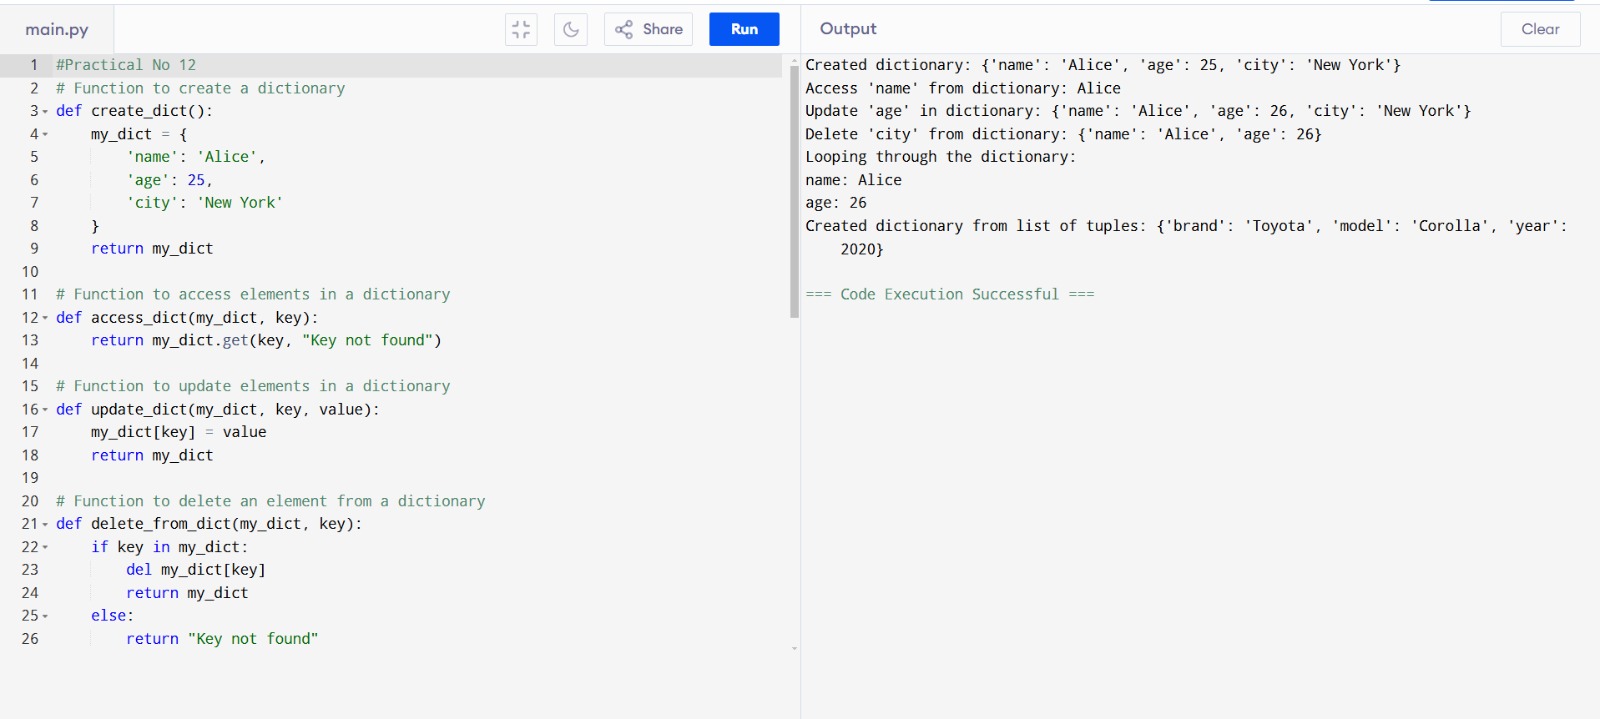 main.py
Share
Run
Output
Clear
1 #Practical No 12
2 # Function to create a dictionary
3 def create_dict():
4     my_dict = {
5         'name': 'Alice',
6         'age': 25,
7         'city': 'New York'
8     }
9     return my_dict
10
11 # Function to access elements in a dictionary
12 def access_dict(my_dict, key):
13     return my_dict.get(key, "Key not found")
14
15 # Function to update elements in a dictionary
16 def update_dict(my_dict, key, value):
17     my_dict[key] = value
18     return my_dict
19
20 # Function to delete an element from a dictionary
21 def delete_from_dict(my_dict, key):
22     if key in my_dict:
23         del my_dict[key]
24         return my_dict
25     else:
26         return "Key not found"
Created dictionary: {'name': 'Alice', 'age': 25, 'city': 'New York'}
Access 'name' from dictionary: Alice
Update 'age' in dictionary: {'name': 'Alice', 'age': 26, 'city': 'New York'}
Delete 'city' from dictionary: {'name': 'Alice', 'age': 26}
Looping through the dictionary:
name: Alice
age: 26
Created dictionary from list of tuples: {'brand': 'Toyota', 'model': 'Corolla', 'year':
2020}
=== Code Execution Successful ===